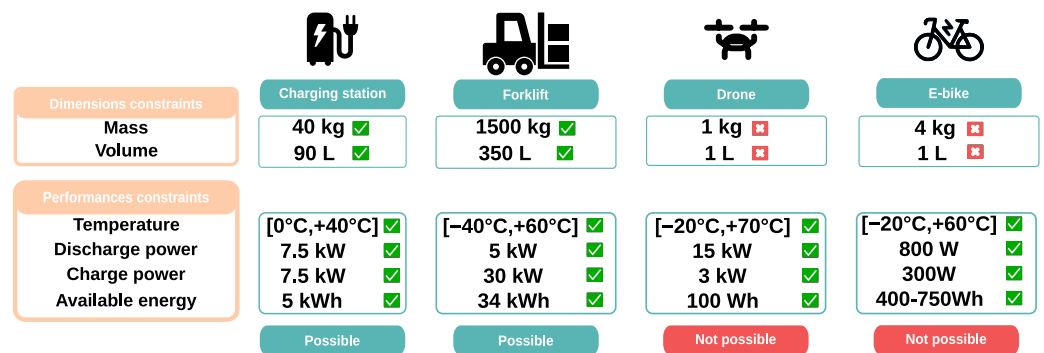 Charging station Forklift Drone E-bike
Dimensions constraints
Mass 40 kg 1500 kg 1 kg 4 kg
Volume 90 L 350 L 1 L 1 L
Performances constraints
Temperature [0°C,+40°C] [−40°C,+60°C] [−20°C,+70°C] [−20°C,+60°C]
Discharge power 7.5 kW 5 kW 15 kW 800 W
Charge power 7.5 kW 30 kW 3 kW 300W
Available energy 5 kWh 34 kWh 100 Wh 400-750Wh
Possible Possible Not possible Not possible